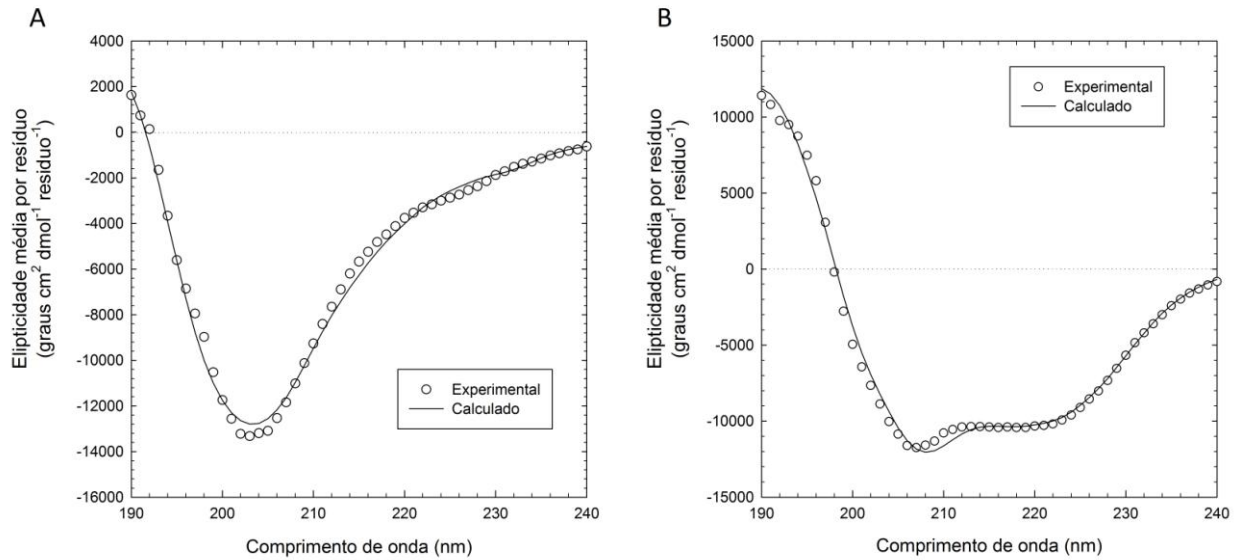 A
Elipticidade média por resíduo
(graus cm² dmol⁻¹ resíduo⁻¹)
4000
2000
0
-2000
-4000
-6000
-8000
-10000
-12000
-14000
-16000
Experimental
Calculado
190
200
210
220
230
240
Comprimento de onda (nm)
B
Elipticidade média por resíduo
(graus cm² dmol⁻¹ resíduo⁻¹)
15000
10000
5000
0
-5000
-10000
-15000
Experimental
Calculado
190
200
210
220
230
240
Comprimento de onda (nm)